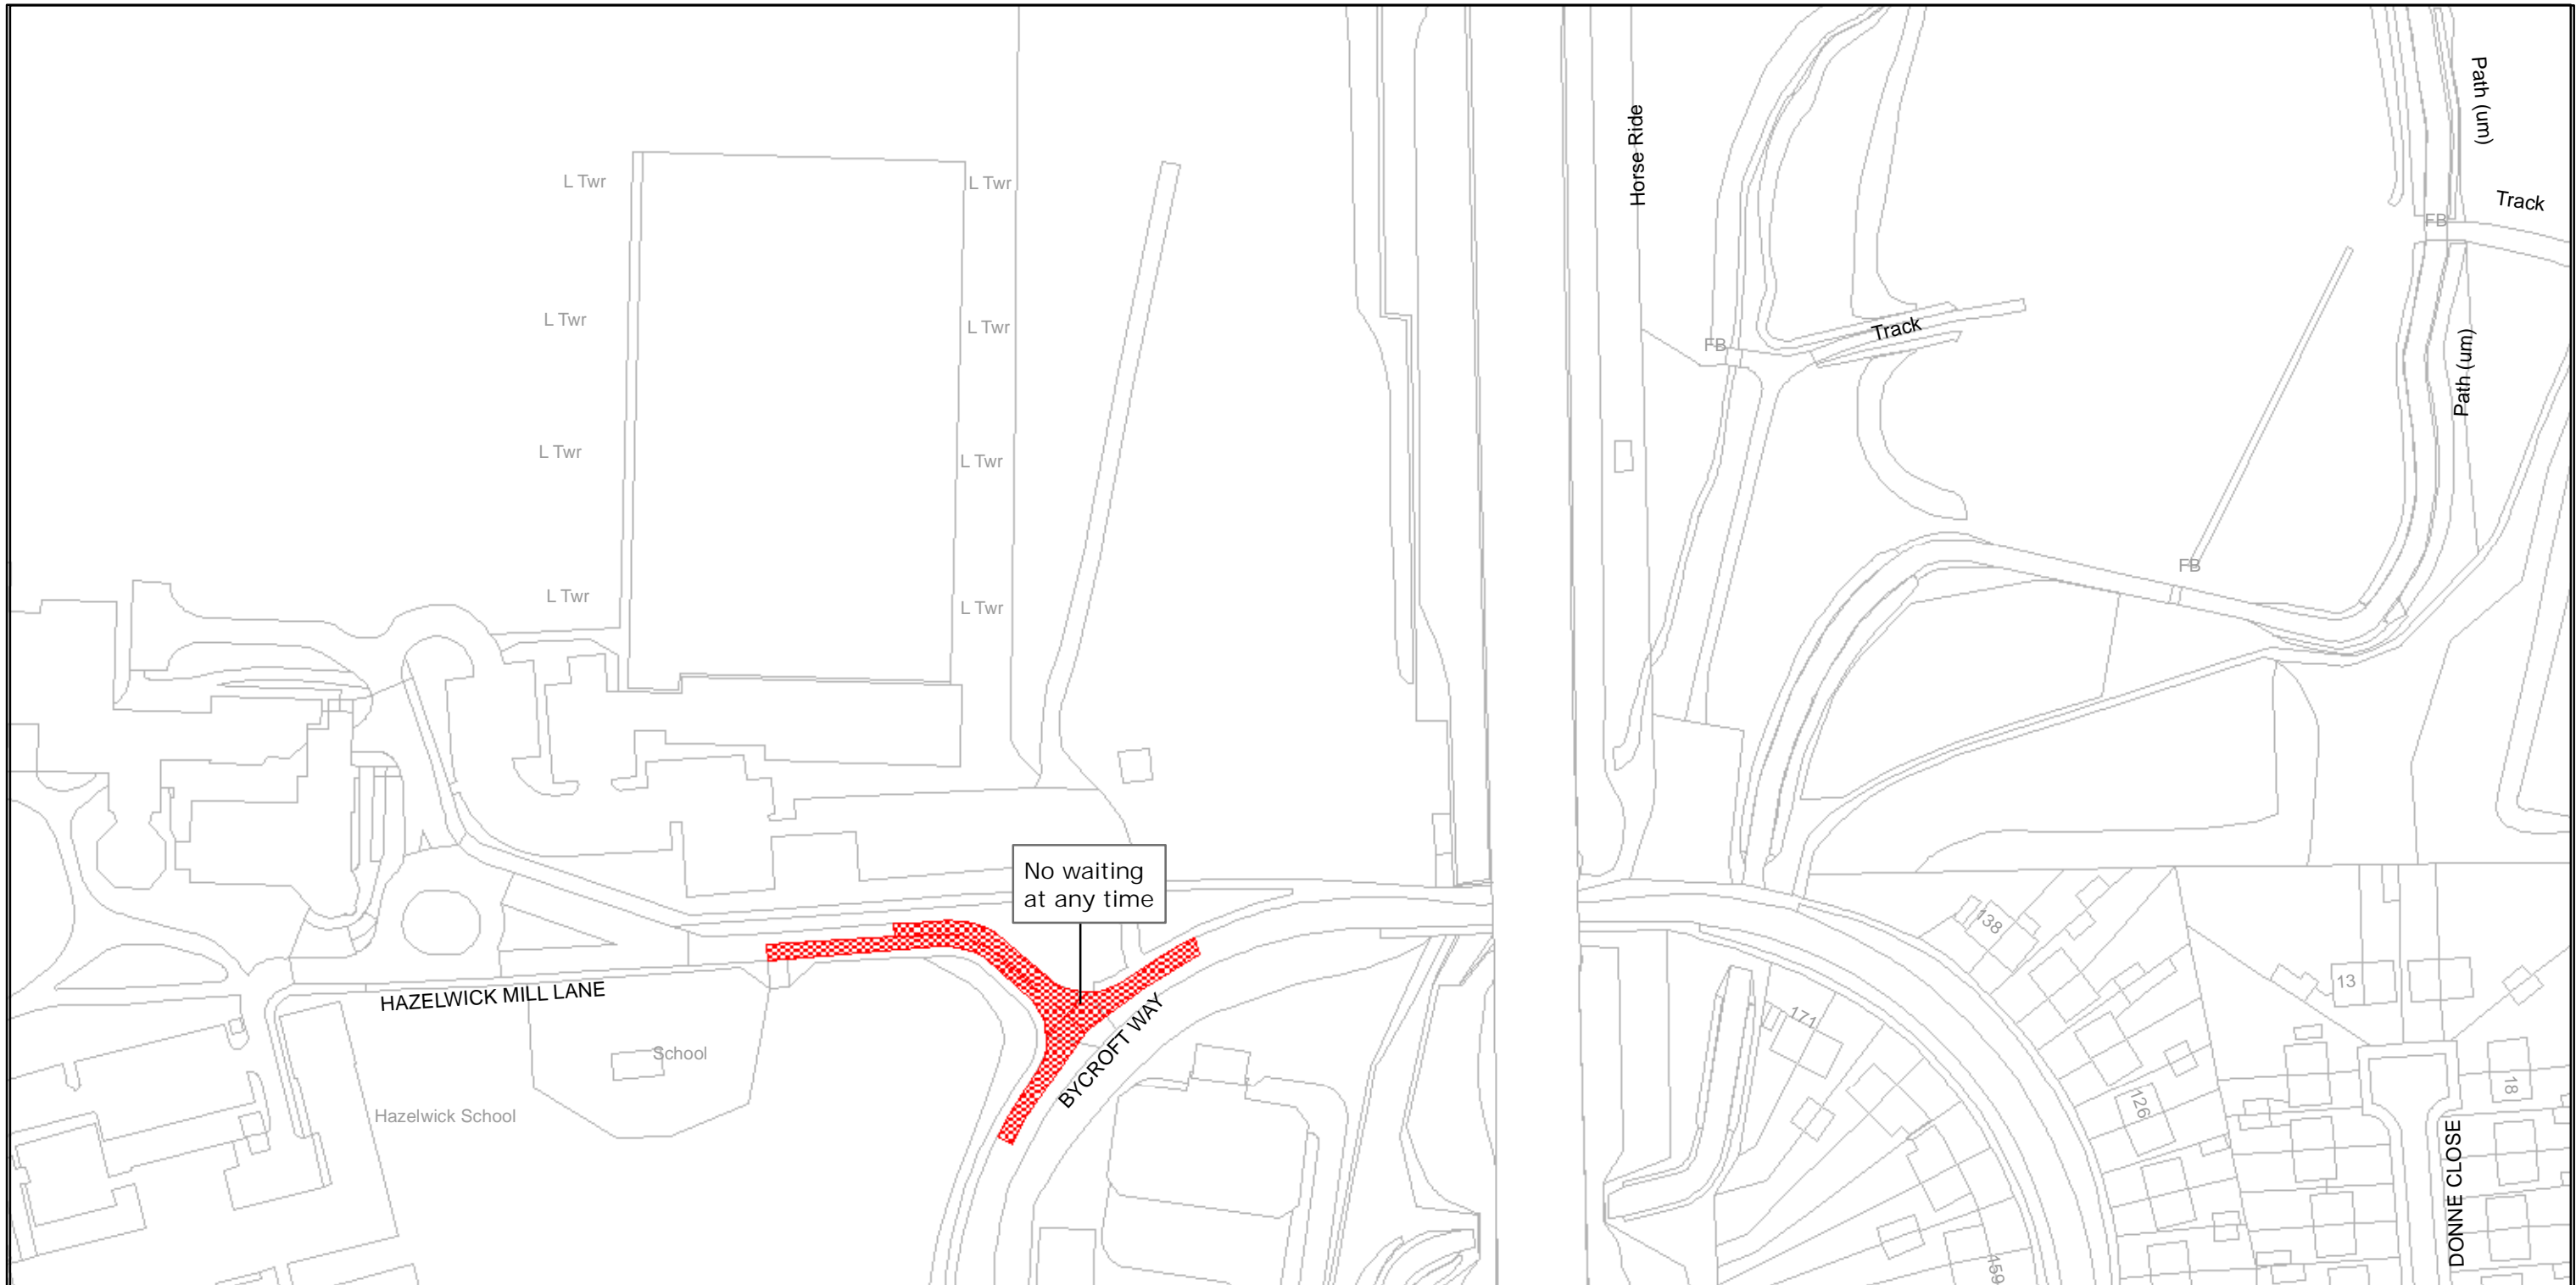 Path (um)
Horse Ride
L Twr
L Twr
Track
FB
L Twr
L Twr
Track
FB
Path (um)
L Twr
L Twr
FB
L Twr
L Twr
No waiting
at any time
138
13
HAZELWICK MILL LANE
171
BYCROFT WAY
School
18
126
Hazelwick School
DONNE CLOSE
159